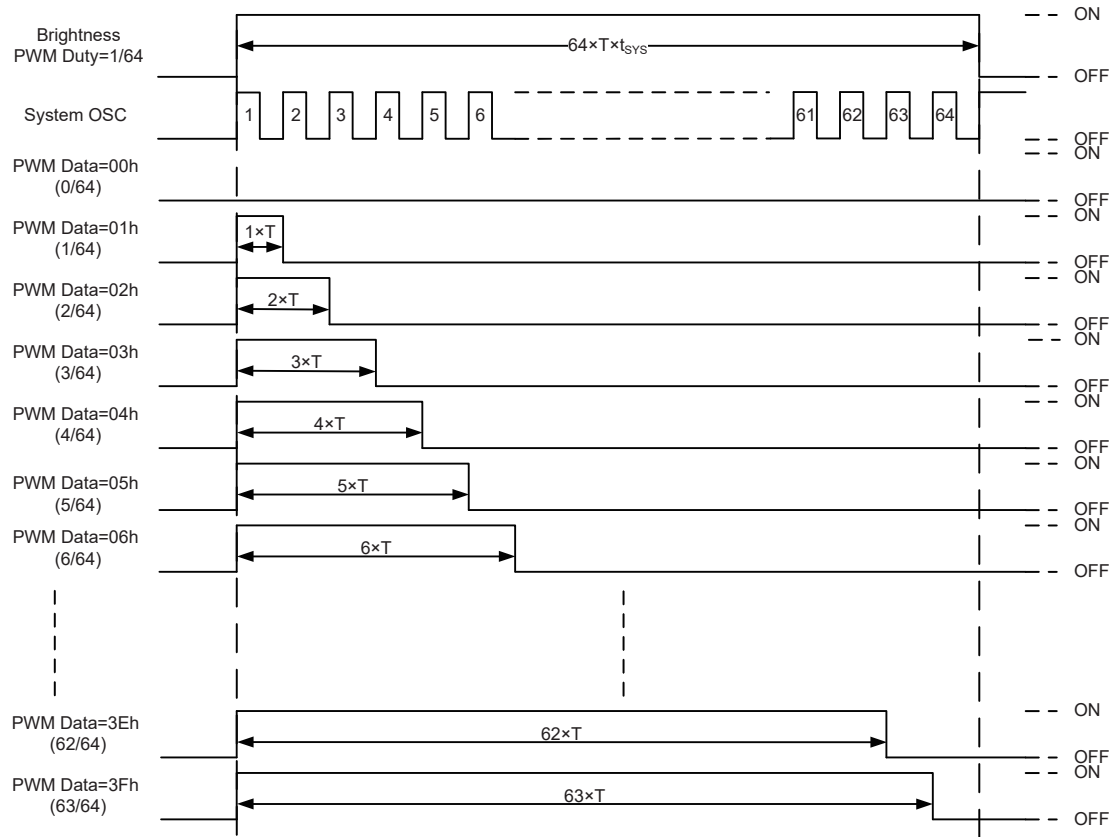 ON
Brightness
PWM Duty=1/64
64×T×tSYS
OFF
System OSC
1 2 3 4 5 6 61 62 63 64
OFF
ON
PWM Data=00h
(0/64)
OFF
ON
PWM Data=01h
(1/64)
1×T
OFF
ON
PWM Data=02h
(2/64)
2×T
OFF
ON
PWM Data=03h
(3/64)
3×T
OFF
ON
PWM Data=04h
(4/64)
4×T
OFF
ON
PWM Data=05h
(5/64)
5×T
OFF
ON
PWM Data=06h
(6/64)
6×T
OFF
ON
PWM Data=3Eh
(62/64)
62×T
OFF
ON
PWM Data=3Fh
(63/64)
63×T
OFF